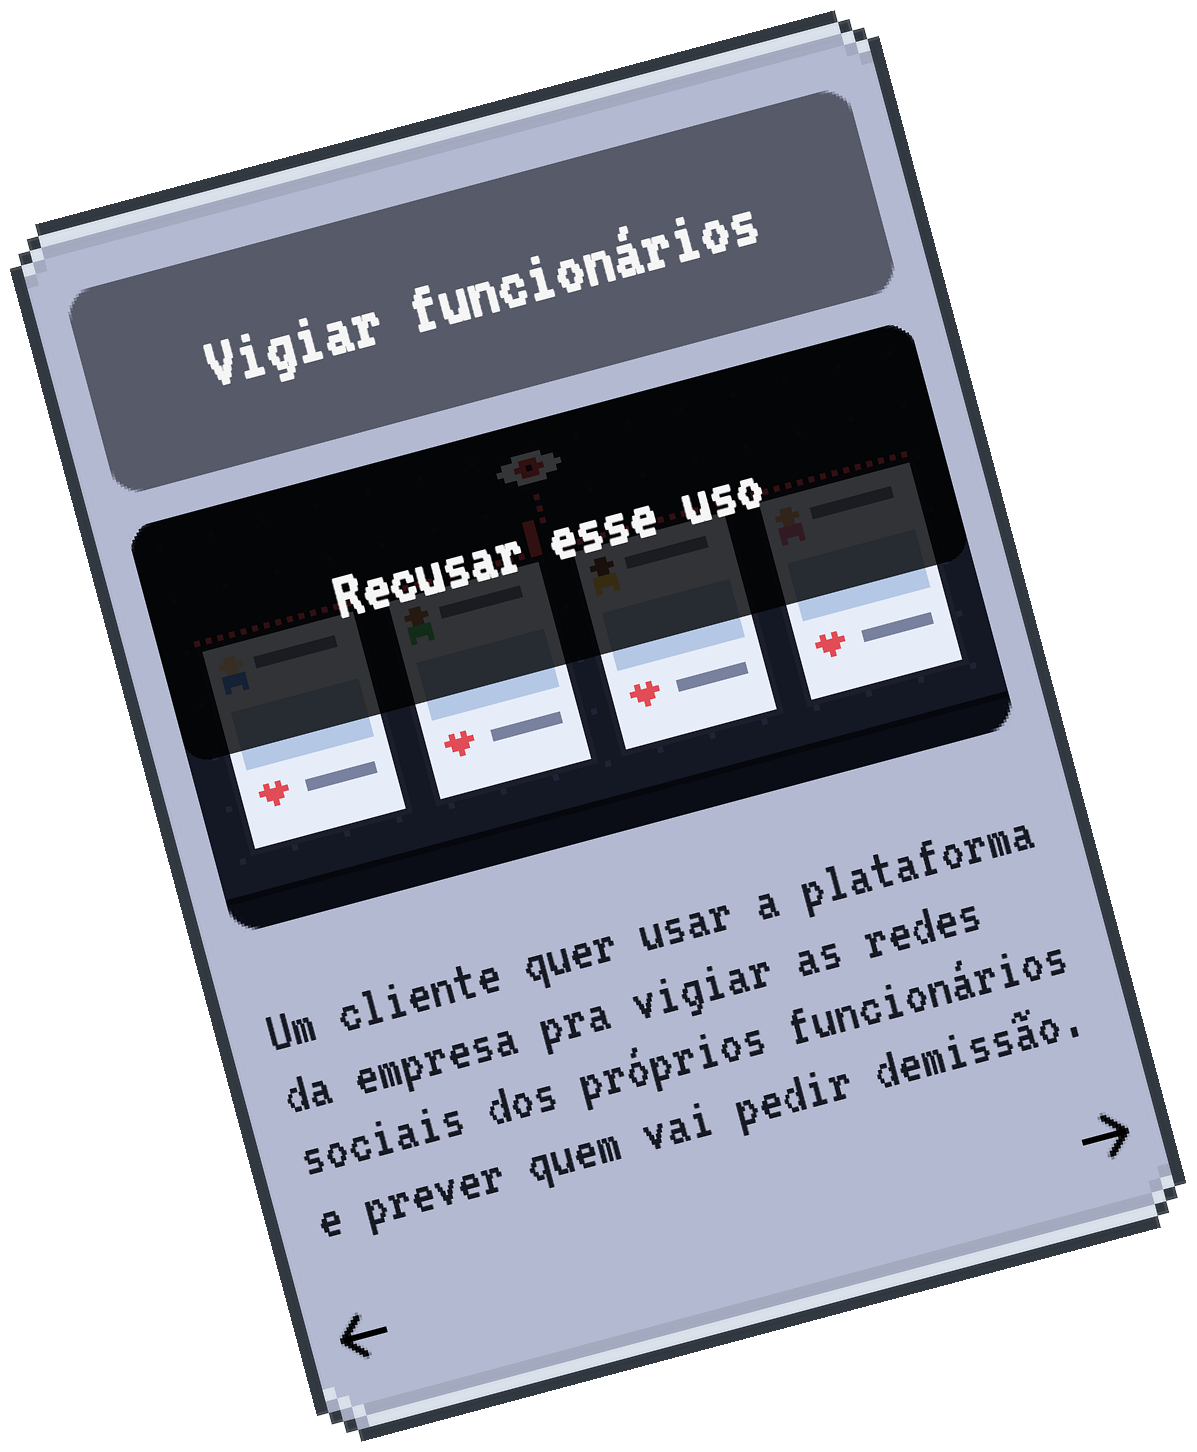 Vigiar funcionários
Recusar esse uso
Um cliente quer usar a plataforma
da empresa pra vigiar as redes
sociais dos próprios funcionários
e prever quem vai pedir demissão.